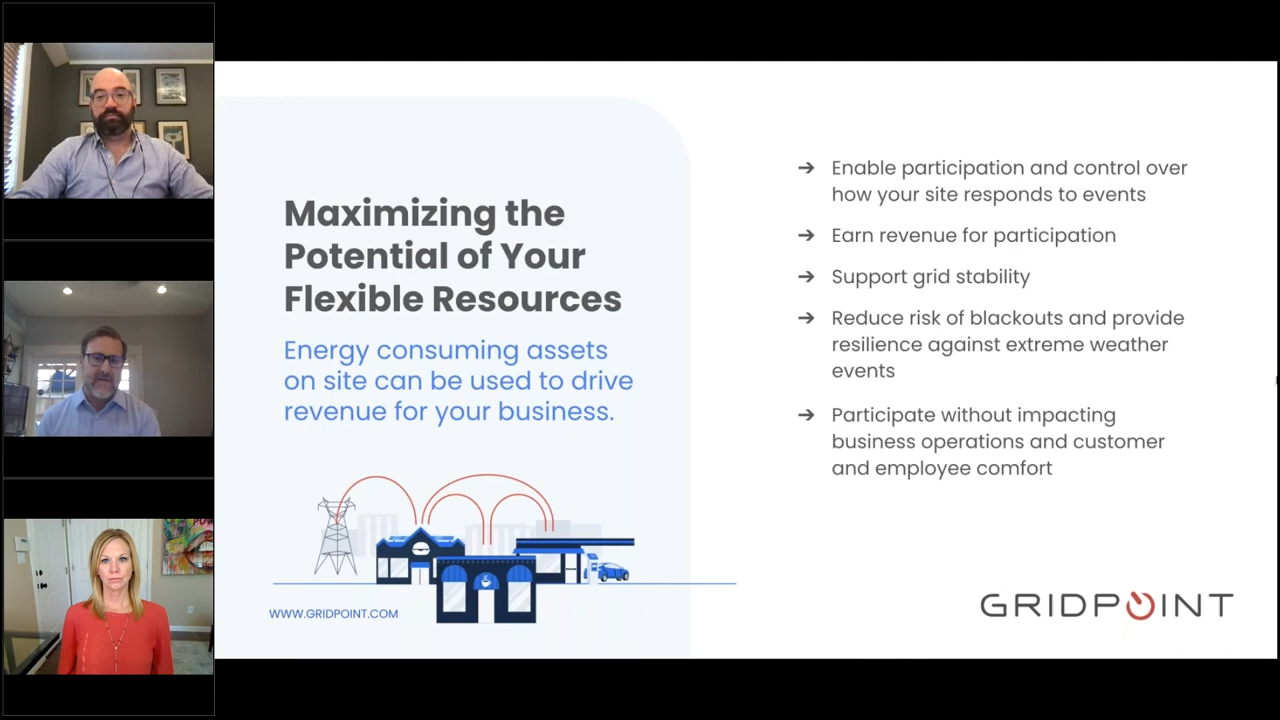 Maximizing the
Potential of Your
Flexible Resources
Energy consuming assets
on site can be used to drive
revenue for your business.
WWW.GRIDPOINT.COM
➔ Enable participation and control over
how your site responds to events
➔ Earn revenue for participation
➔ Support grid stability
➔ Reduce risk of blackouts and provide
resilience against extreme weather
events
➔ Participate without impacting
business operations and customer
and employee comfort
GRIDPOINT